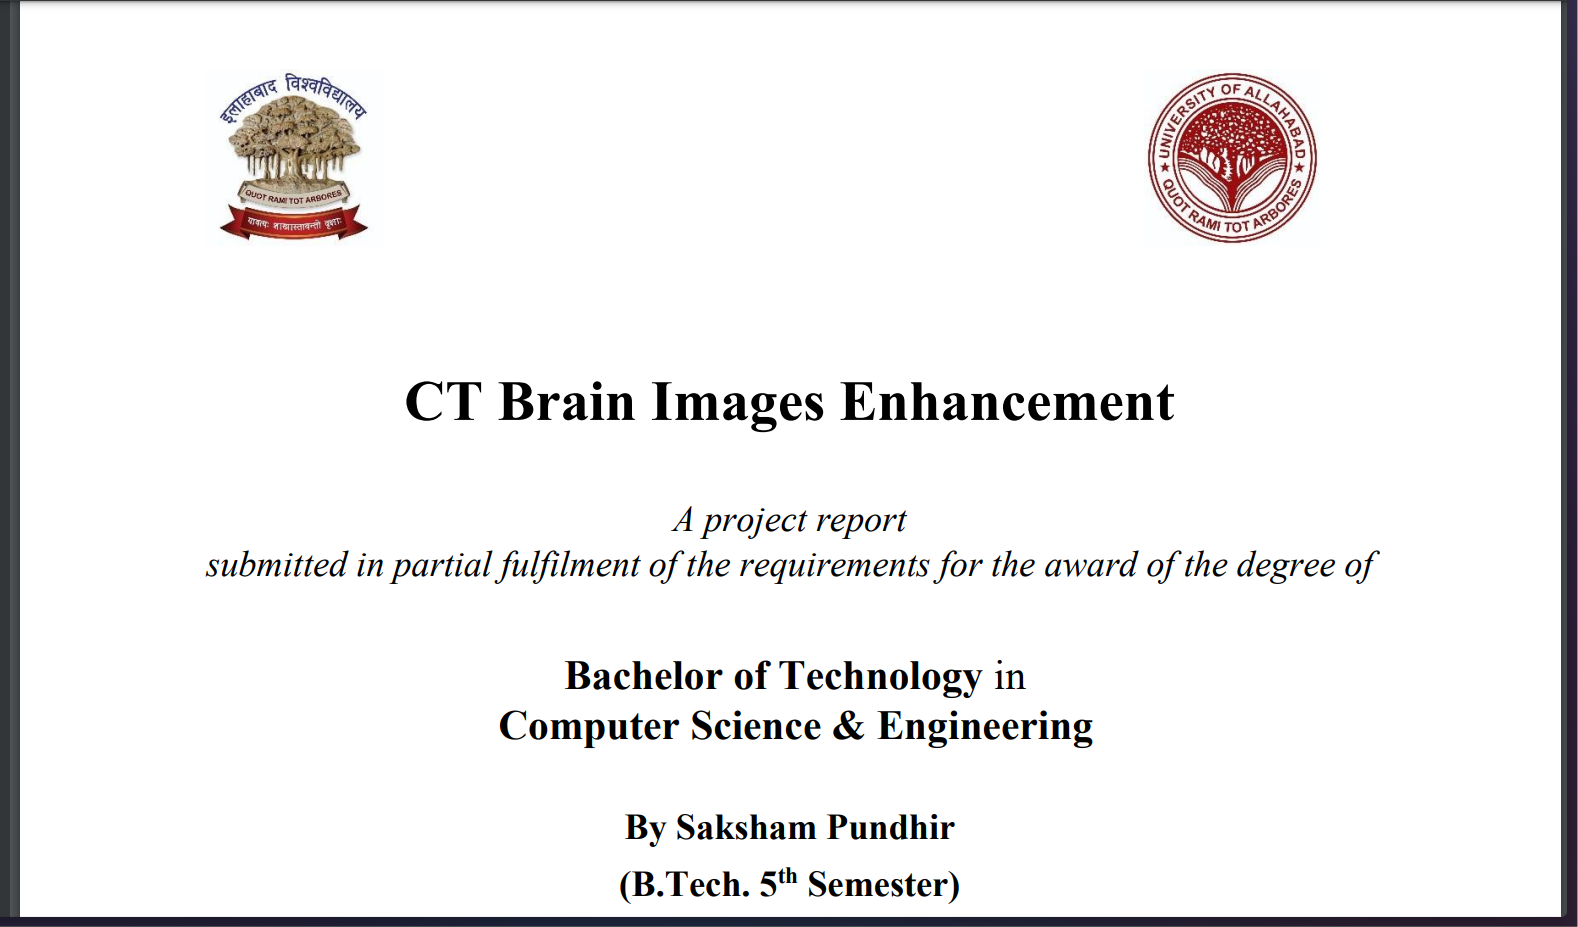 इलाहाबाद विश्वविद्यालय
QUOT RAMI TOT ARBORES
यावत्यः शाखास्तावन्तो वृक्षाः
UNIVERSITY OF ALLAHABAD
QUOT RAMI TOT ARBORES
CT Brain Images Enhancement
A project report
submitted in partial fulfilment of the requirements for the award of the degree of
Bachelor of Technology in
Computer Science & Engineering
By Saksham Pundhir
(B.Tech. 5th Semester)